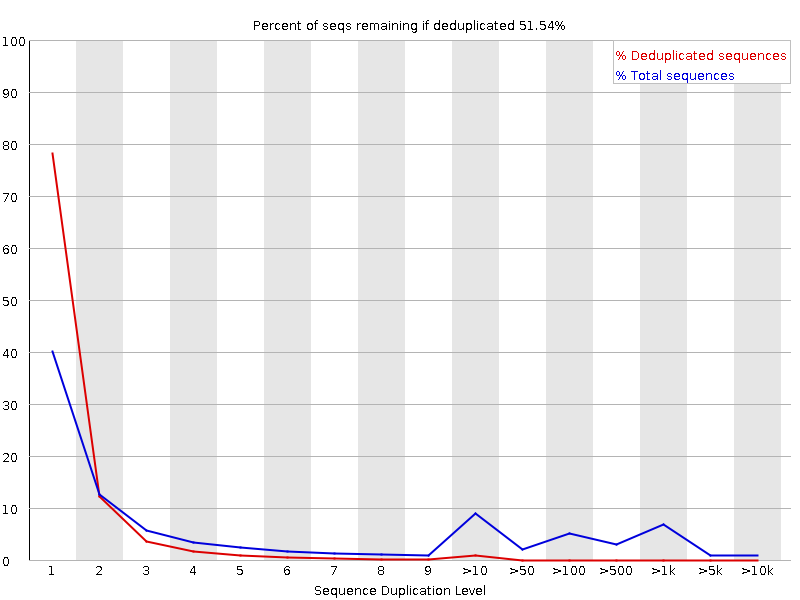 Percent of seqs remaining if deduplicated 51.54%
% Deduplicated sequences
% Total sequences
100
90
80
70
60
50
40
30
20
10
0
1 2 3 4 5 6 7 8 9 >10 >50 >100 >500 >1k >5k >10k
Sequence Duplication Level